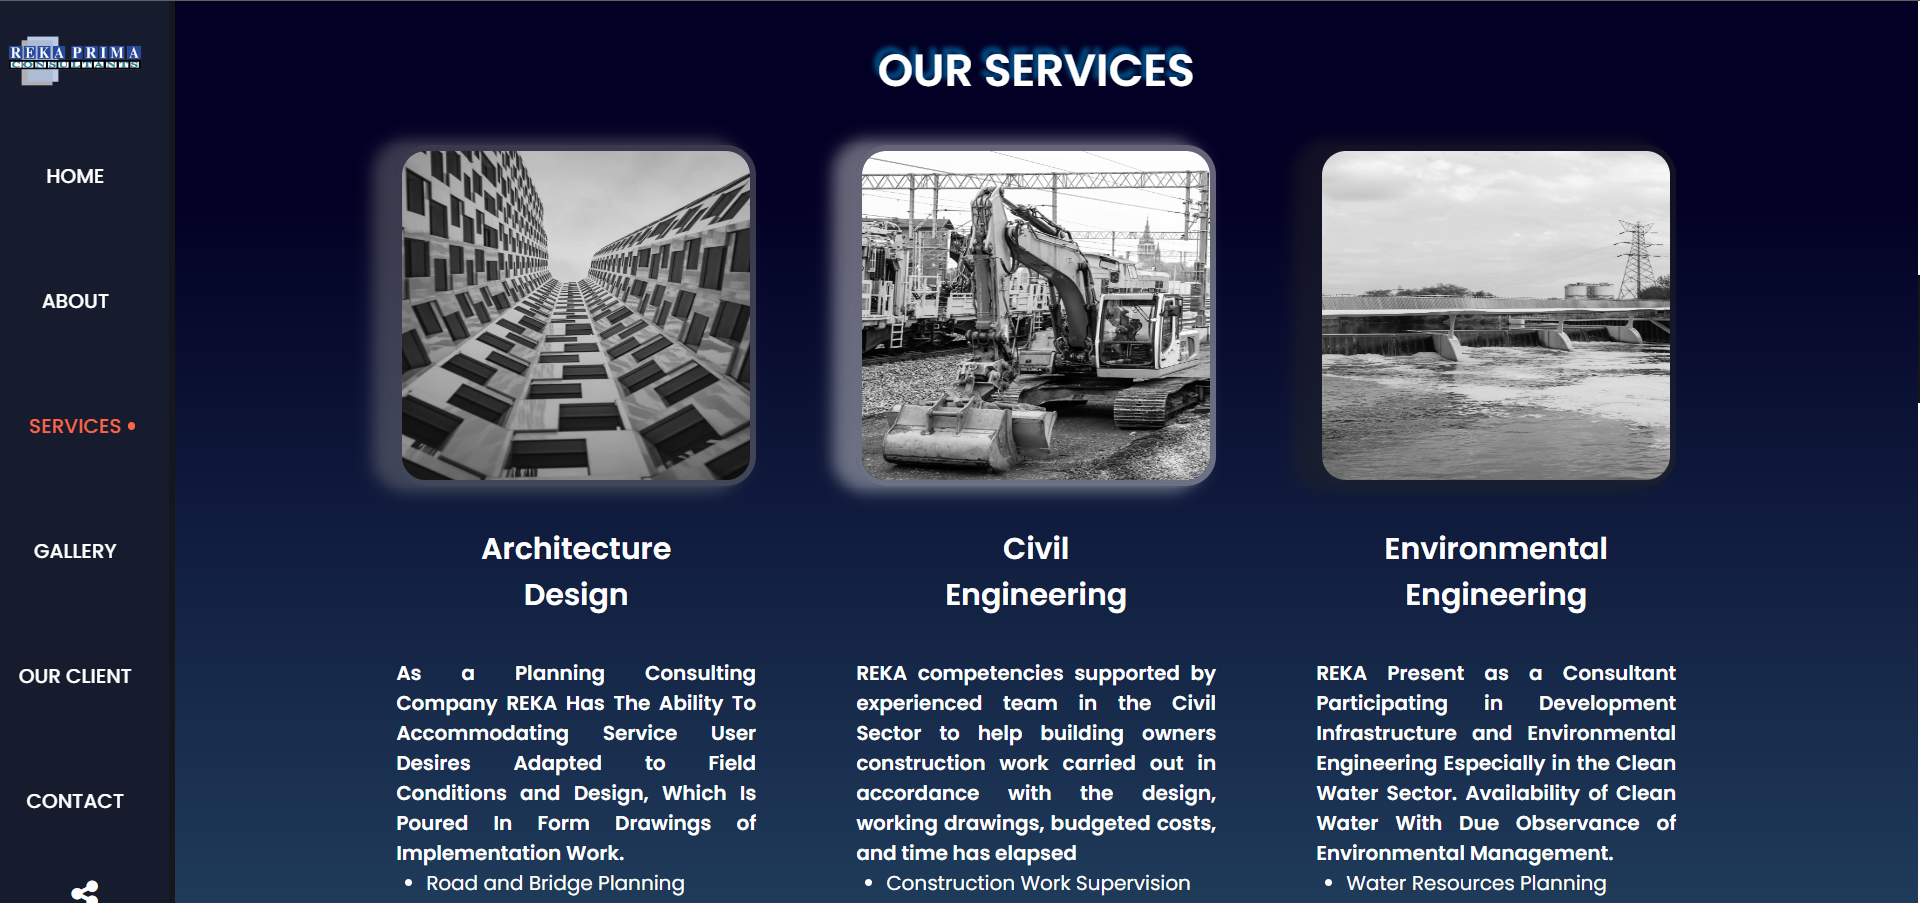 REKA PRIMA
CONSULTANTS
HOME
ABOUT
SERVICES
GALLERY
OUR CLIENT
CONTACT
OUR SERVICES
Architecture
Design
As a Planning Consulting
Company REKA Has The Ability To
Accommodating Service User
Desires Adapted to Field
Conditions and Design, Which Is
Poured In Form Drawings of
Implementation Work.
• Road and Bridge Planning
Civil
Engineering
REKA competencies supported by
experienced team in the Civil
Sector to help building owners
construction work carried out in
accordance with the design,
working drawings, budgeted costs,
and time has elapsed
• Construction Work Supervision
Environmental
Engineering
REKA Present as a Consultant
Participating in Development
Infrastructure and Environmental
Engineering Especially in the Clean
Water Sector. Availability of Clean
Water With Due Observance of
Environmental Management.
• Water Resources Planning